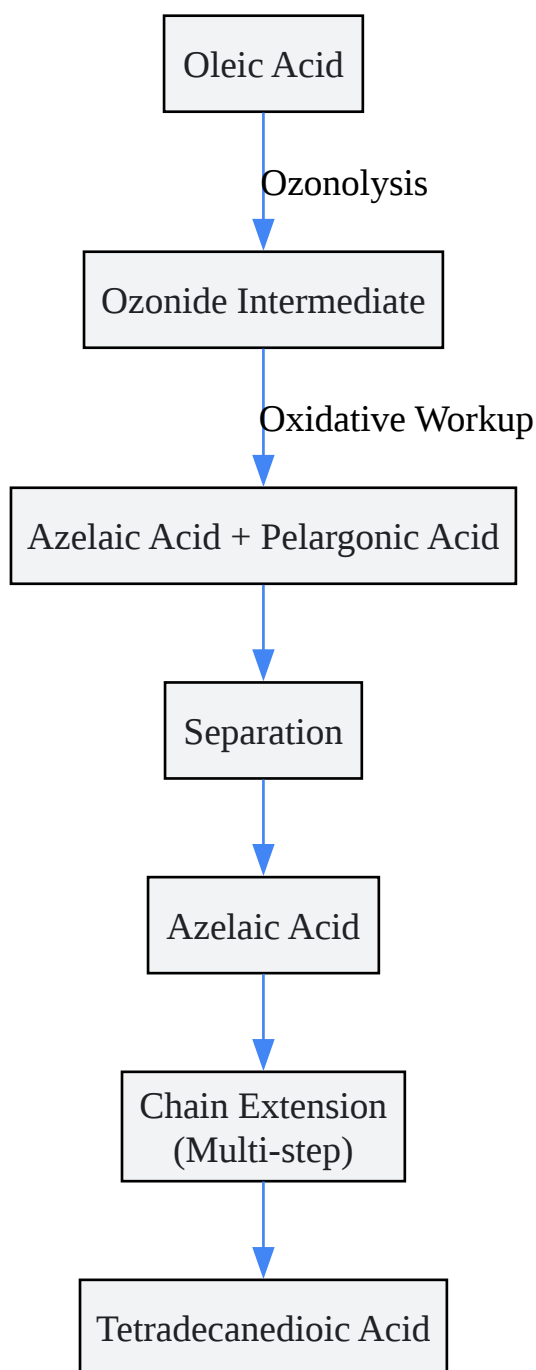 Oleic Acid
Ozonolysis
Ozonide Intermediate
Oxidative Workup
Azelaic Acid + Pelargonic Acid
Separation
Azelaic Acid
Chain Extension
(Multi-step)
Tetradecanedioic Acid